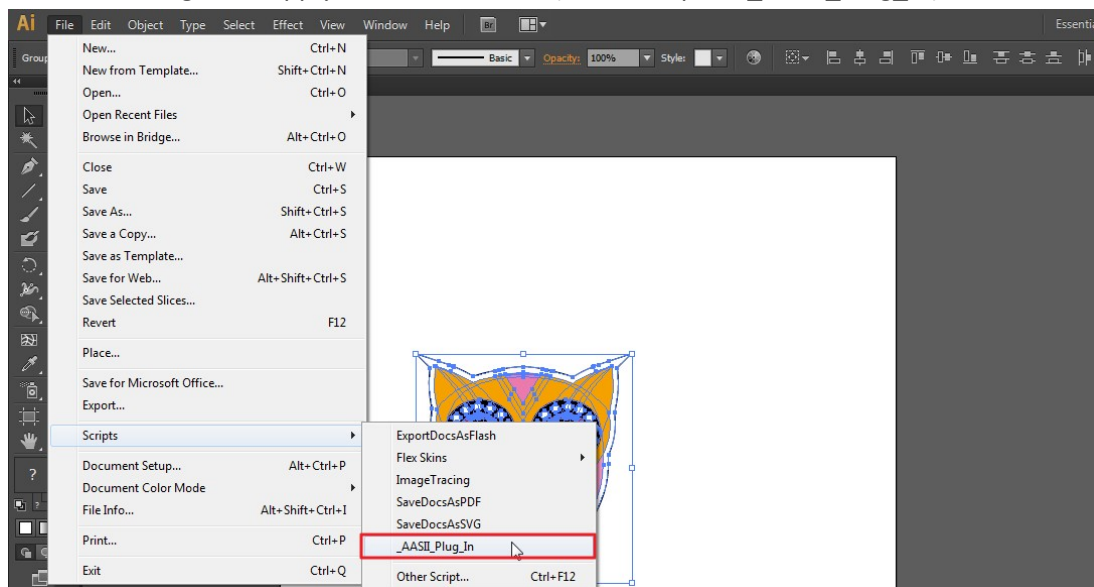 Ai File Edit Object Type Select Effect View Window Help Br Essentia
Group Basic Opacity: 100% Style:
New... Ctrl+N
New from Template... Shift+Ctrl+N
Open... Ctrl+O
Open Recent Files
Browse in Bridge... Alt+Ctrl+O
Close Ctrl+W
Save Ctrl+S
Save As... Shift+Ctrl+S
Save a Copy... Alt+Ctrl+S
Save as Template...
Save for Web... Alt+Shift+Ctrl+S
Save Selected Slices...
Revert F12
Place...
Save for Microsoft Office...
Export...
Scripts
Document Setup... Alt+Ctrl+P
Document Color Mode
File Info... Alt+Shift+Ctrl+I
Print... Ctrl+P
Exit Ctrl+Q
ExportDocsAsFlash
Flex Skins
ImageTracing
SaveDocsAsPDF
SaveDocsAsSVG
_AASII_Plug_In
Other Script... Ctrl+F12